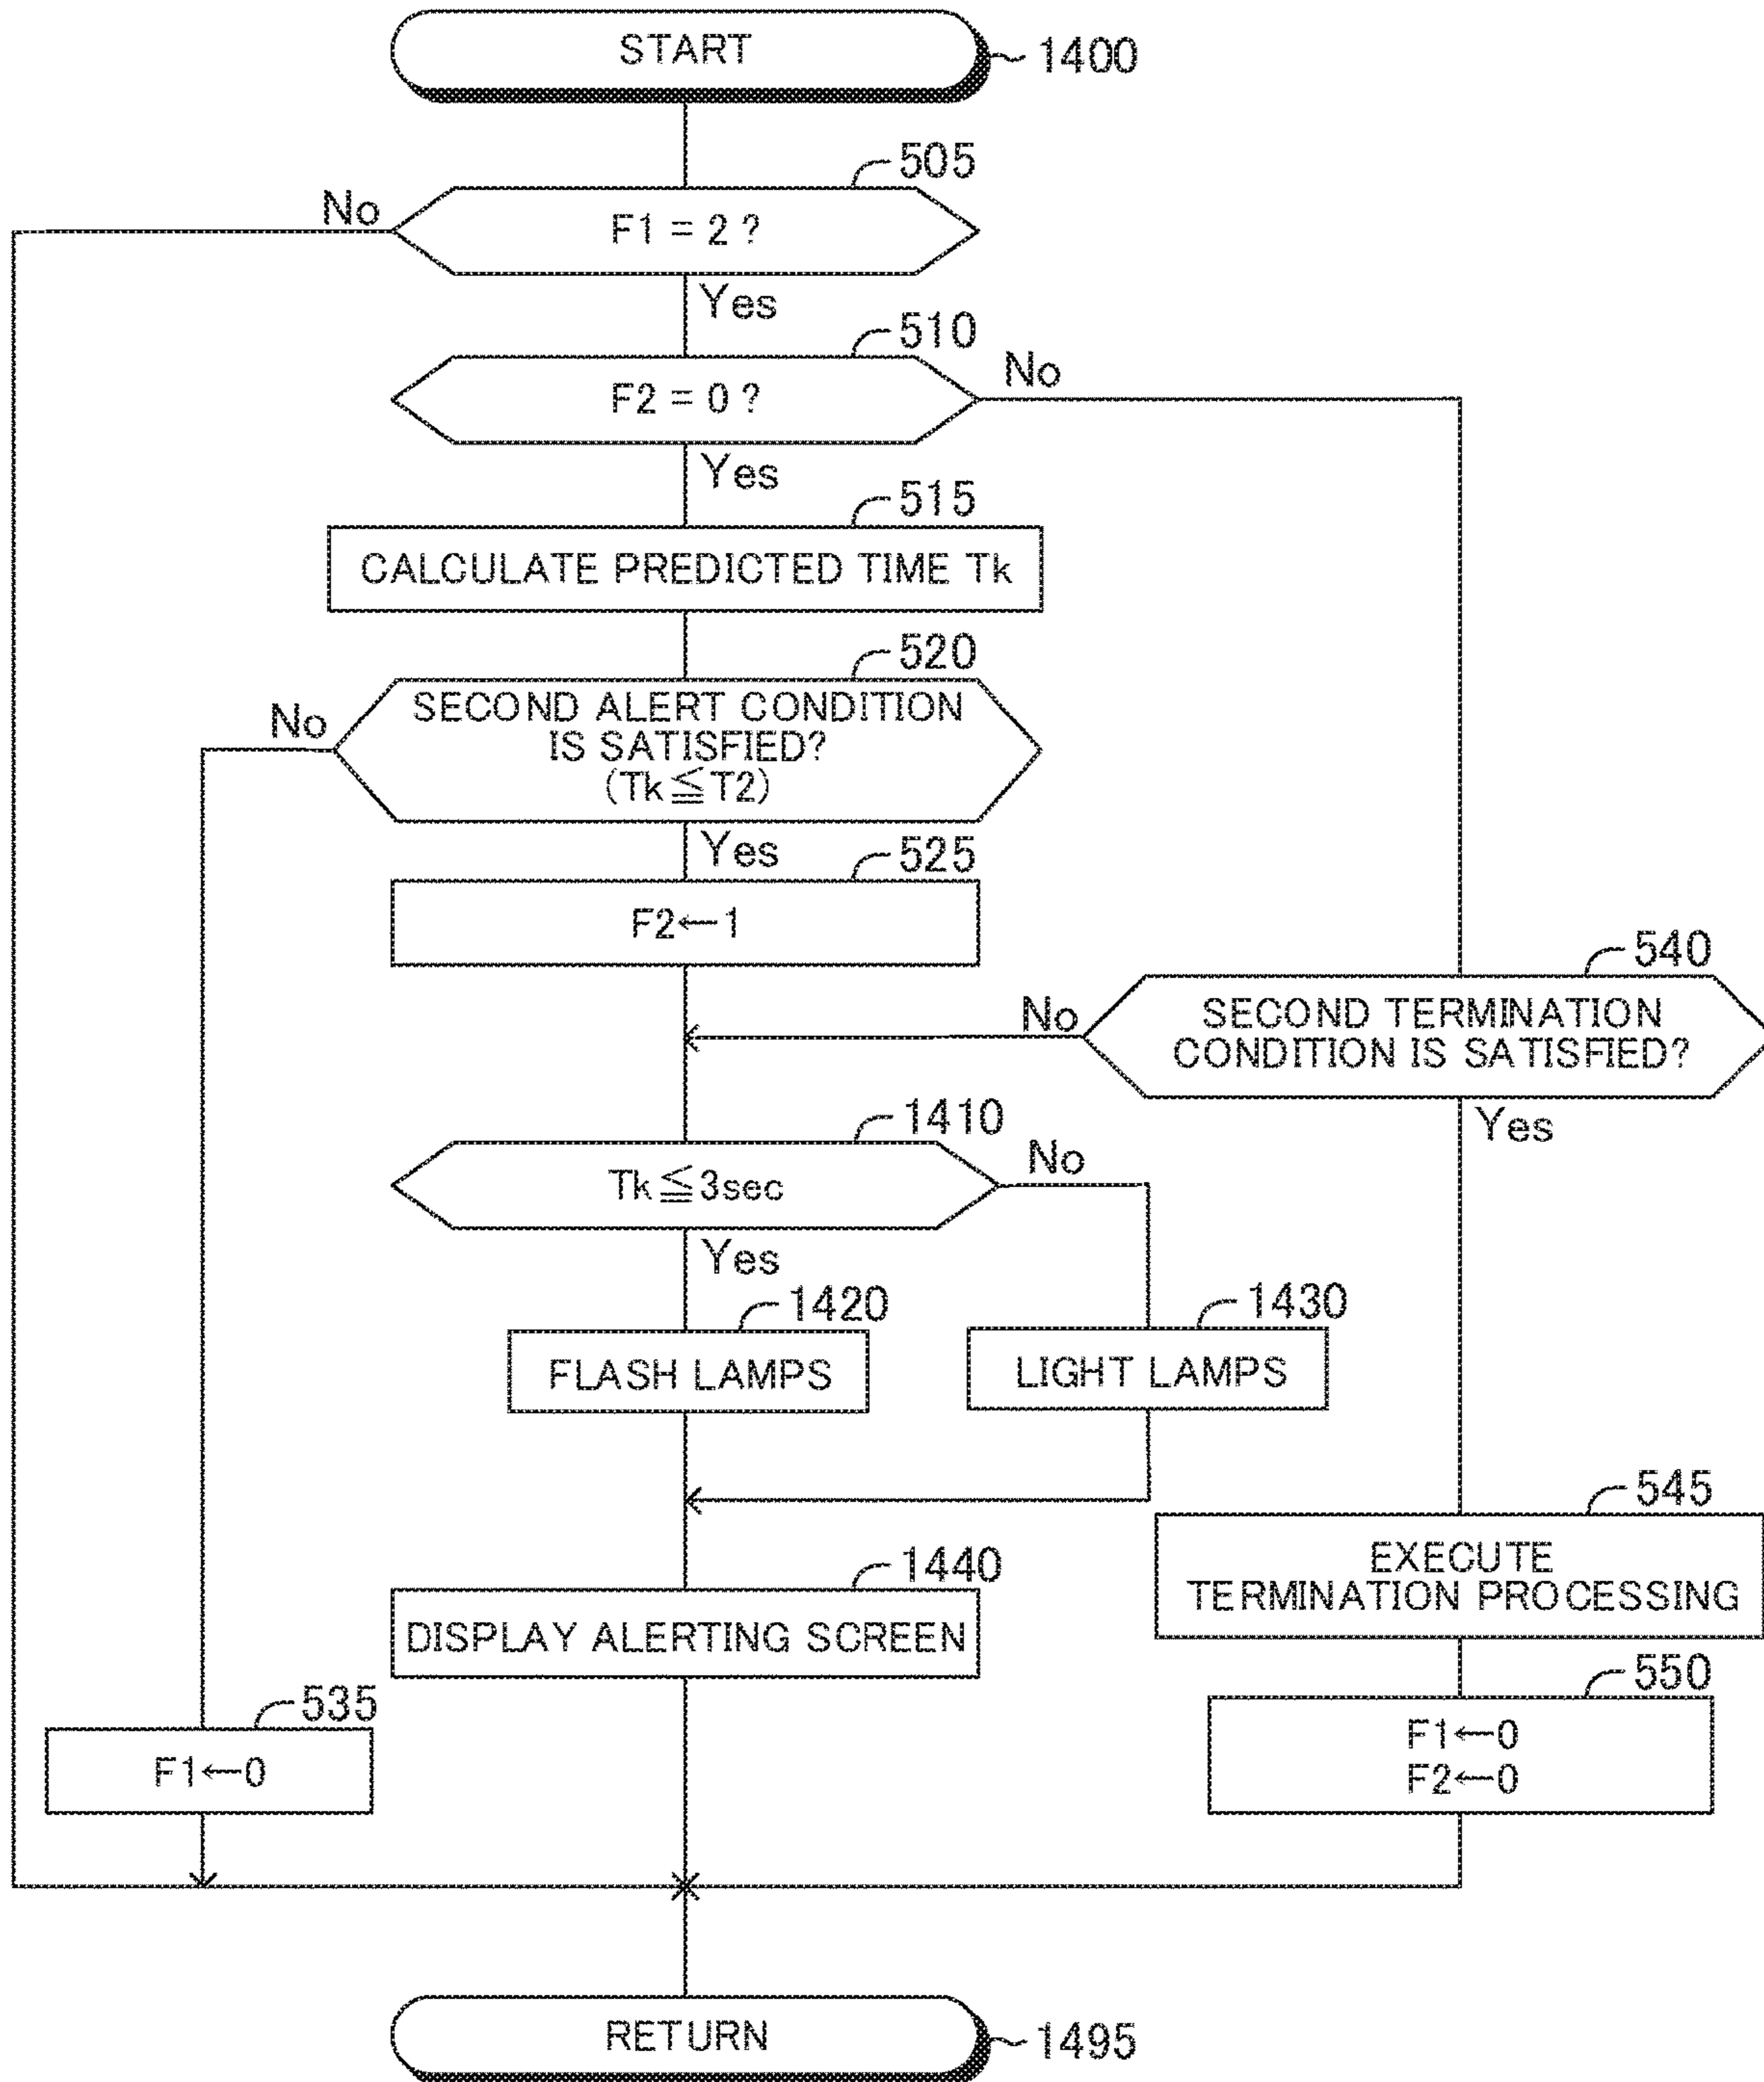 START
1400
505
No
F1 = 2 ?
Yes
510
No
F2 = 0 ?
Yes
515
CALCULATE PREDICTED TIME Tk
520
No
SECOND ALERT CONDITION
IS SATISFIED?
(Tk≦T2)
Yes
525
F2←1
540
No
SECOND TERMINATION
CONDITION IS SATISFIED?
Yes
1410
No
Tk≦3sec
Yes
1420
FLASH LAMPS
1430
LIGHT LAMPS
545
EXECUTE
TERMINATION PROCESSING
1440
DISPLAY ALERTING SCREEN
535
F1←0
550
F1←0
F2←0
RETURN
1495